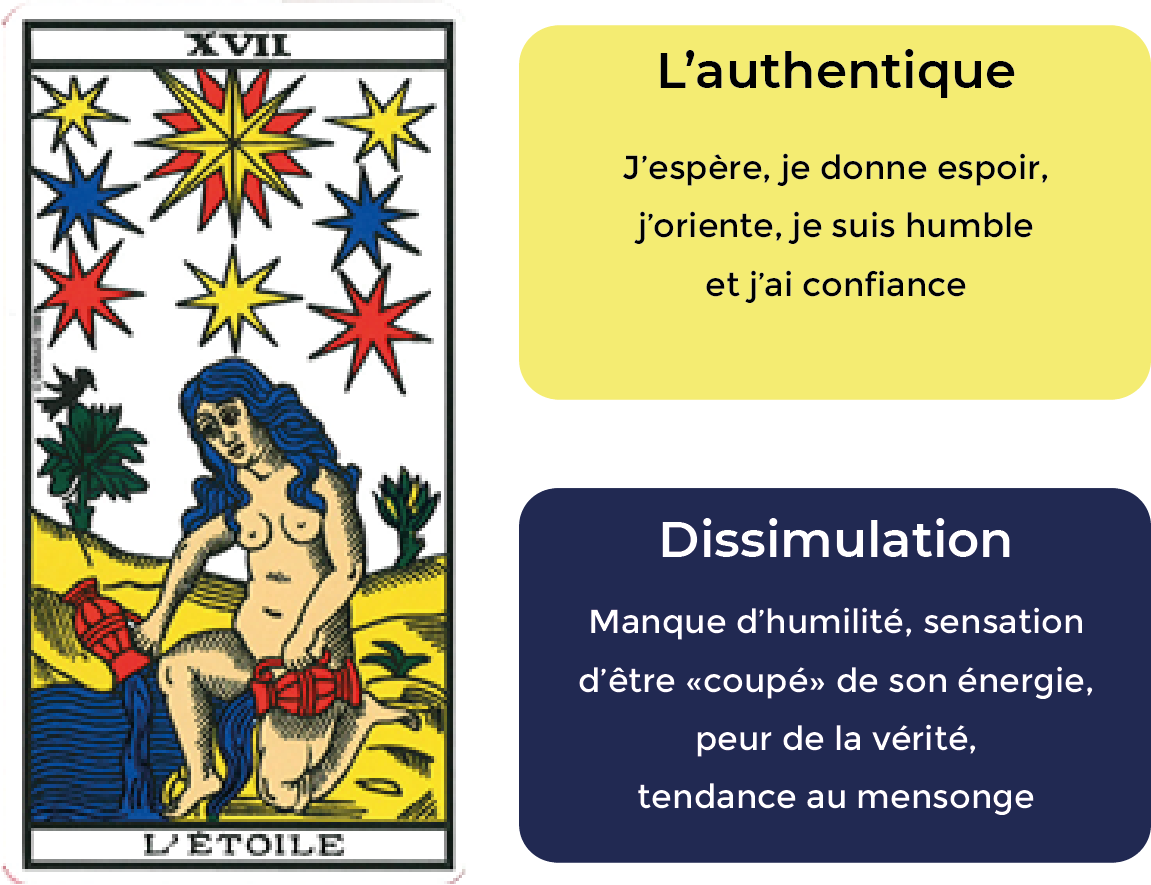 XVII
L'ÉTOILE
L’authentique
J’espère, je donne espoir,
j’oriente, je suis humble
et j’ai confiance
Dissimulation
Manque d’humilité, sensation
d’être «coupé» de son énergie,
peur de la vérité,
tendance au mensonge